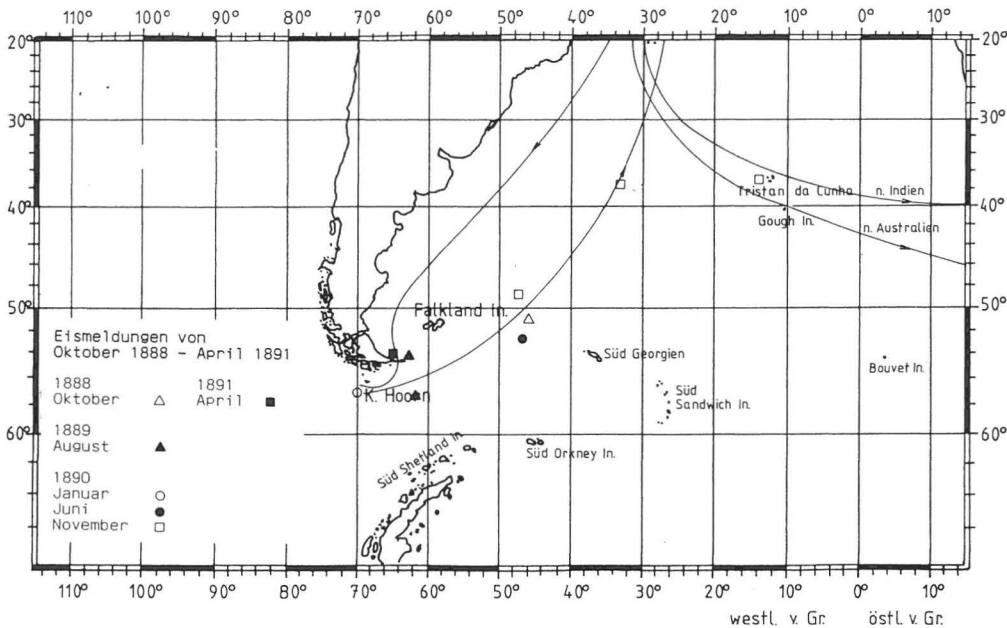 110° 100° 90° 80° 70° 60° 50° 40° 30° 20° 10° 0° 10°
20° 20°
30° 30°
Tristan da Cunha n. Indien
40° 40°
Gough In. n. Australien
50° Falkland In. 50°
Eismeldungen von
Oktober 1888 - April 1891
Süd Georgien
Bouvet In.
1888 1891
Oktober April
K. Hoorn
Süd
Sandwich In.
1889
August
60° 60°
Süd Shetland In.
Süd Orkney In.
1890
Januar
Juni
November
110° 100° 90° 80° 70° 60° 50° 40° 30° 20° 10° 0° 10°
westl. v. Gr. östl. v. Gr.